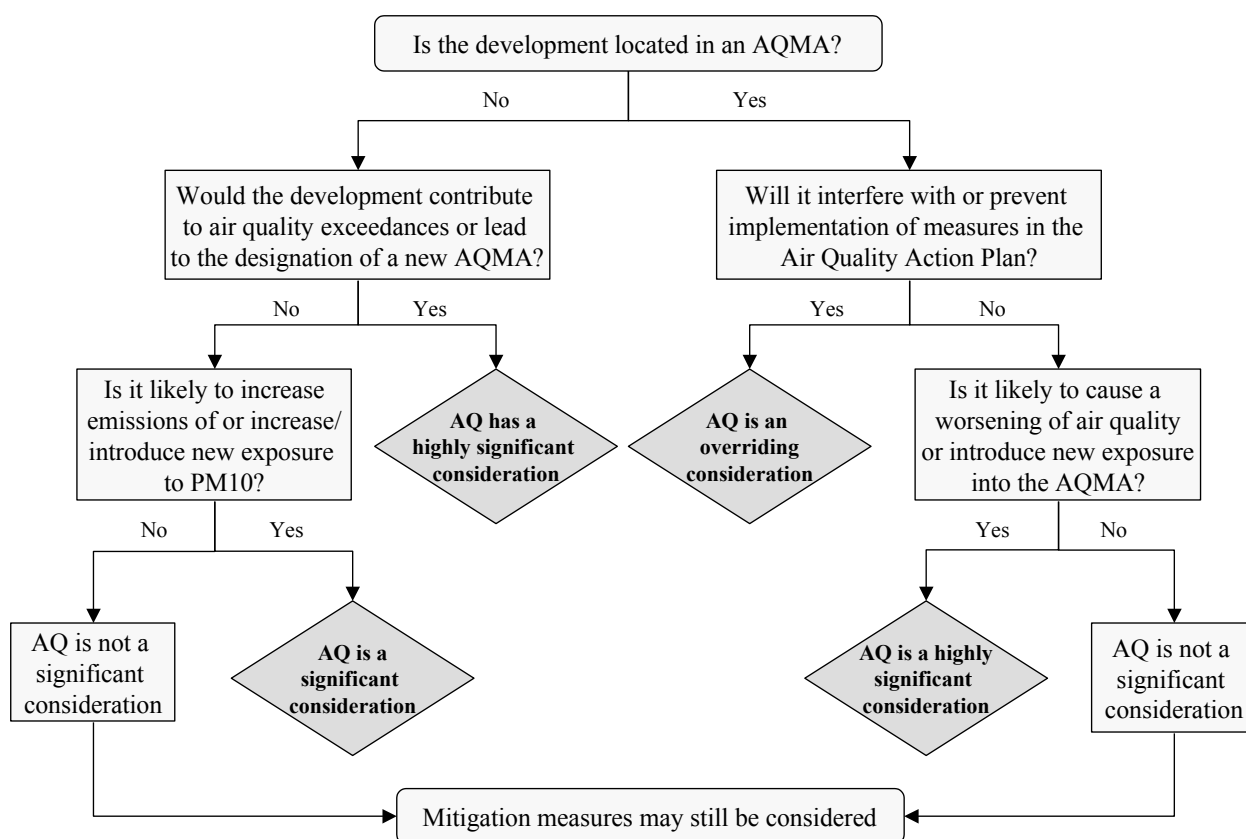 Is the development located in an AQMA?
No
Yes
Would the development contribute
to air quality exceedances or lead
to the designation of a new AQMA?
Will it interfere with or prevent
implementation of measures in the
Air Quality Action Plan?
No
Yes
Yes
No
Is it likely to increase
emissions of or increase/
introduce new exposure
to PM10?
AQ has a
highly significant
consideration
AQ is an
overriding
consideration
Is it likely to cause a
worsening of air quality
or introduce new exposure
into the AQMA?
No
Yes
Yes
No
AQ is not a
significant
consideration
AQ is a
significant
consideration
AQ is a highly
significant
consideration
AQ is not a
significant
consideration
Mitigation measures may still be considered